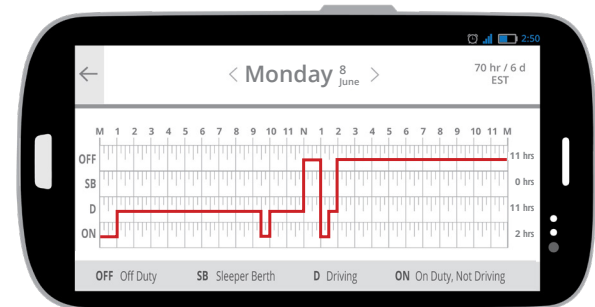 2:50
Monday 8 June
70 hr / 6 d
EST
M 1 2 3 4 5 6 7 8 9 10 11 N 1 2 3 4 5 6 7 8 9 10 11 M
OFF 11 hrs
SB 0 hrs
D 11 hrs
ON 2 hrs
OFF Off Duty SB Sleeper Berth D Driving ON On Duty, Not Driving